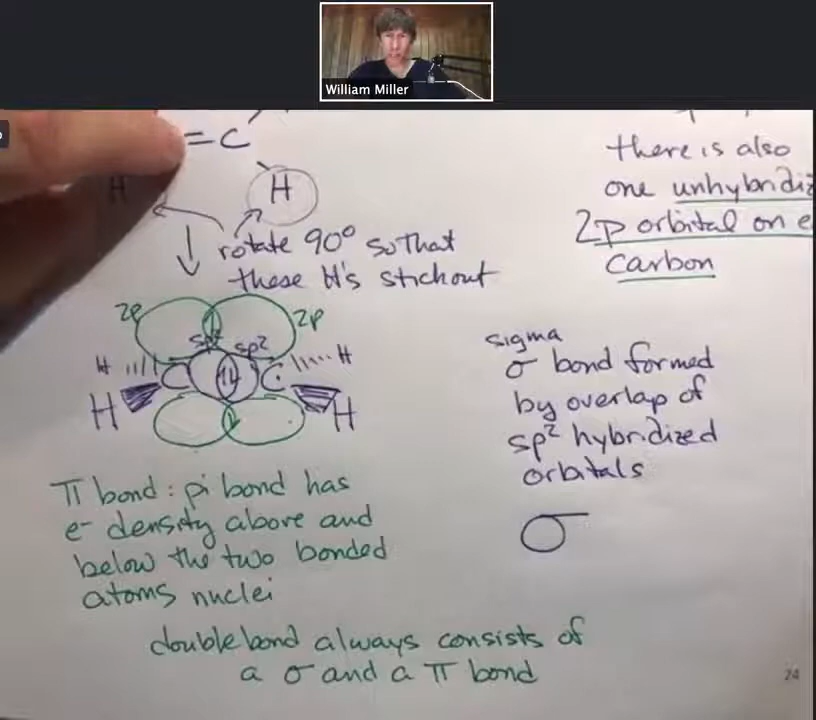 William Miller
=C
H
H
there is also
one unhybridiz
2p orbital on e
carbon
rotate 90° so that
these H's stick out
2p
2p
sp²
sp²
H
H
C
C
H
H
sigma
σ bond formed
by overlap of
sp² hybridized
orbitals
σ
π bond : pi bond has
e- density above and
below the two bonded
atoms nuclei
double bond always consists of
a σ and a π bond
24